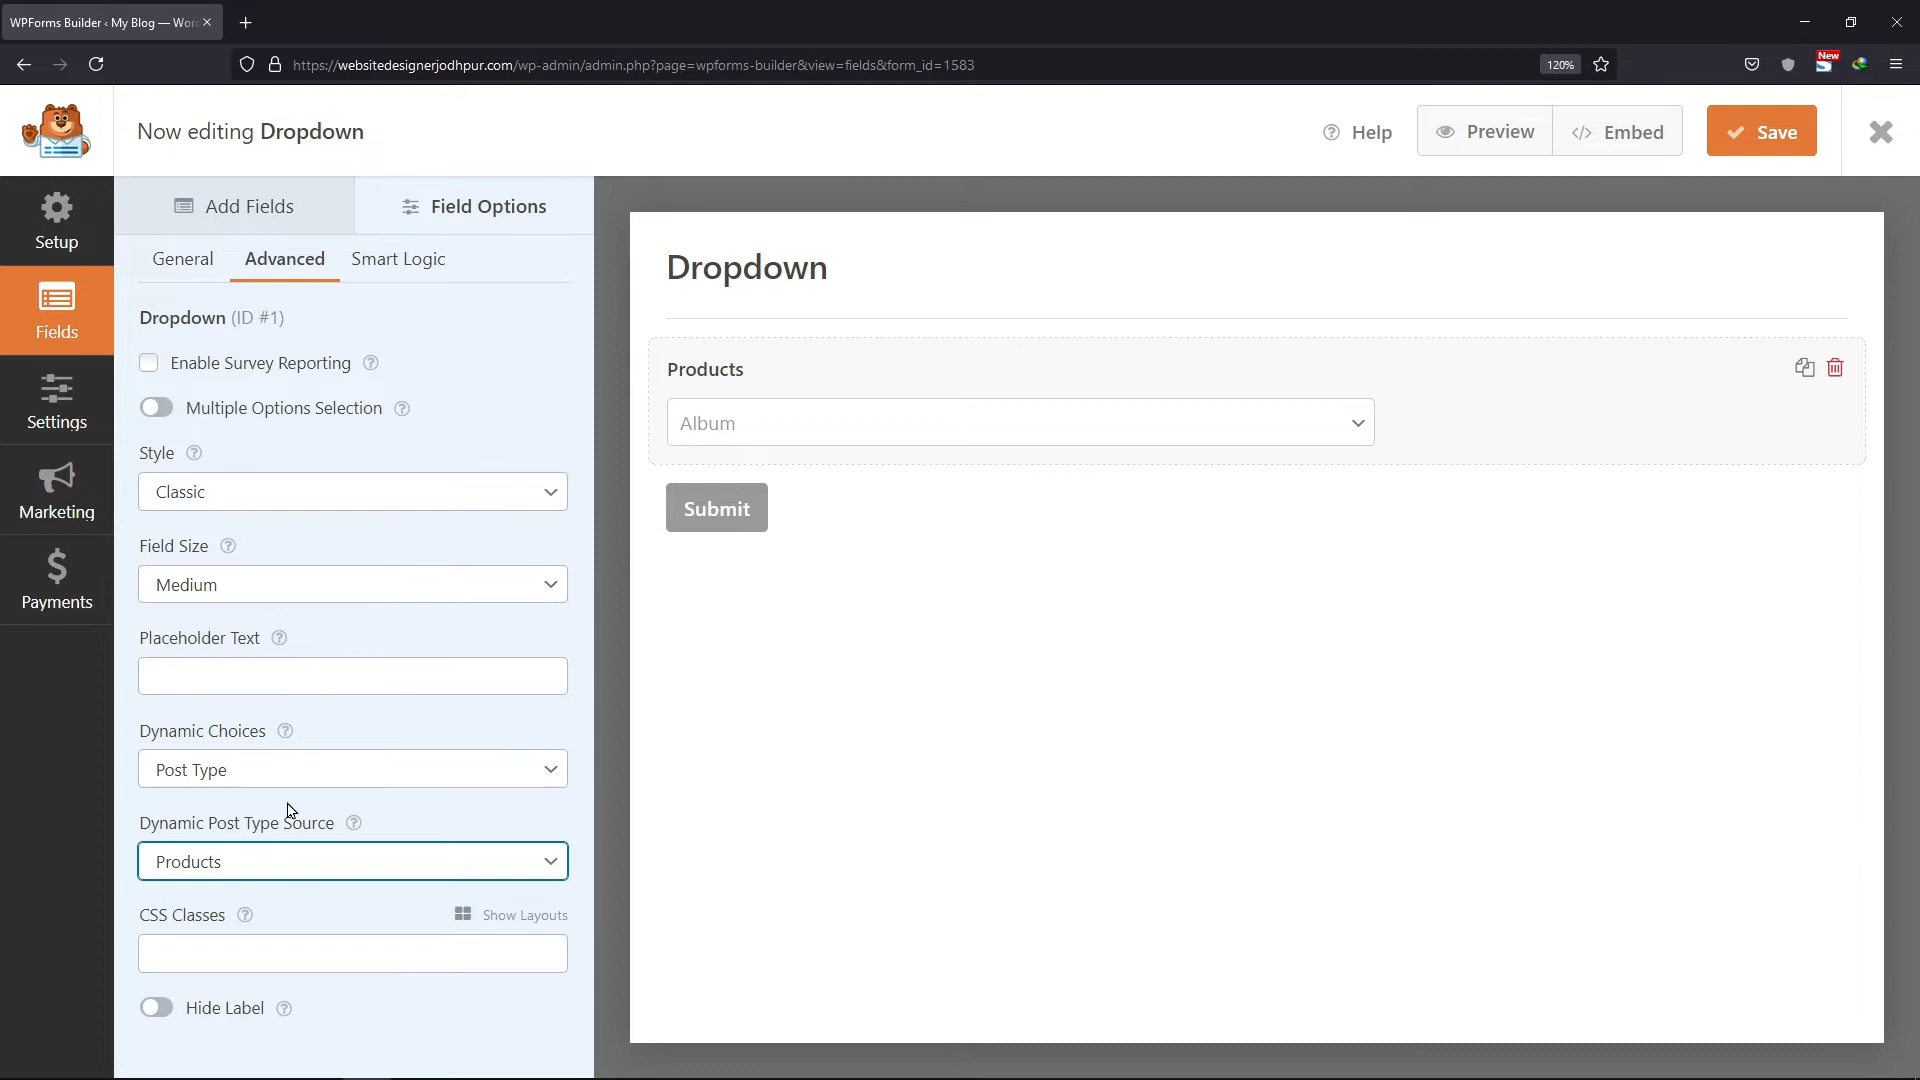 WPForms Builder ‹ My Blog — Wor
New
https://websitedesignerjodhpur.com/wp-admin/admin.php?page=wpforms-builder&view=fields&form_id=1583
120%
Now editing Dropdown
Help
Preview
Embed
Save
Setup
Fields
Settings
Marketing
Payments
Add Fields
Field Options
General
Advanced
Smart Logic
Dropdown (ID #1)
Enable Survey Reporting
Multiple Options Selection
Style
Classic
Field Size
Medium
Placeholder Text
Dynamic Choices
Post Type
Dynamic Post Type Source
Products
CSS Classes
Show Layouts
Hide Label
Dropdown
Products
Album
Submit